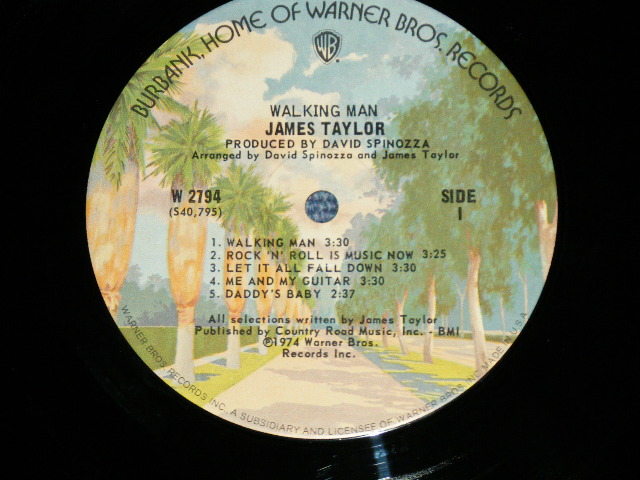 BURBANK, HOME OF WARNER BROS. RECORDS
WB
WALKING MAN
JAMES TAYLOR
PRODUCED BY DAVID SPINOZZA
Arranged by David Spinozza and James Taylor
W 2794
(S40,795)
SIDE
1
1. WALKING MAN 3:30
2. ROCK 'N' ROLL IS MUSIC NOW 3:25
3. LET IT ALL FALL DOWN 3:30
4. ME AND MY GUITAR 3:30
5. DADDY'S BABY 2:37
All selections written by James Taylor
Published by Country Road Music, Inc. - BMI
℗1974 Warner Bros.
Records Inc.
WARNER BROS. RECORDS INC., A SUBSIDIARY AND LICENSEE OF WARNER BROS. INC. MADE IN U.S.A.